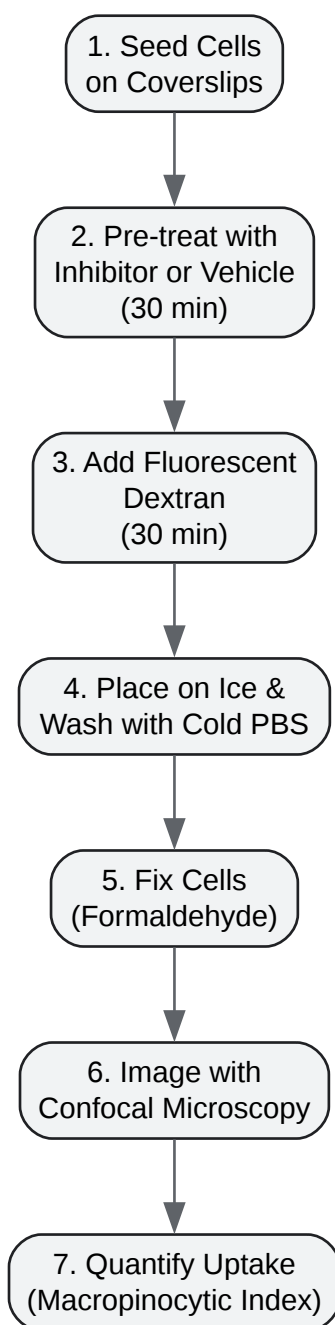 1. Seed Cells
on Coverslips
2. Pre-treat with
Inhibitor or Vehicle
(30 min)
3. Add Fluorescent
Dextran
(30 min)
4. Place on Ice &
Wash with Cold PBS
5. Fix Cells
(Formaldehyde)
6. Image with
Confocal Microscopy
7. Quantify Uptake
(Macropinocytic Index)